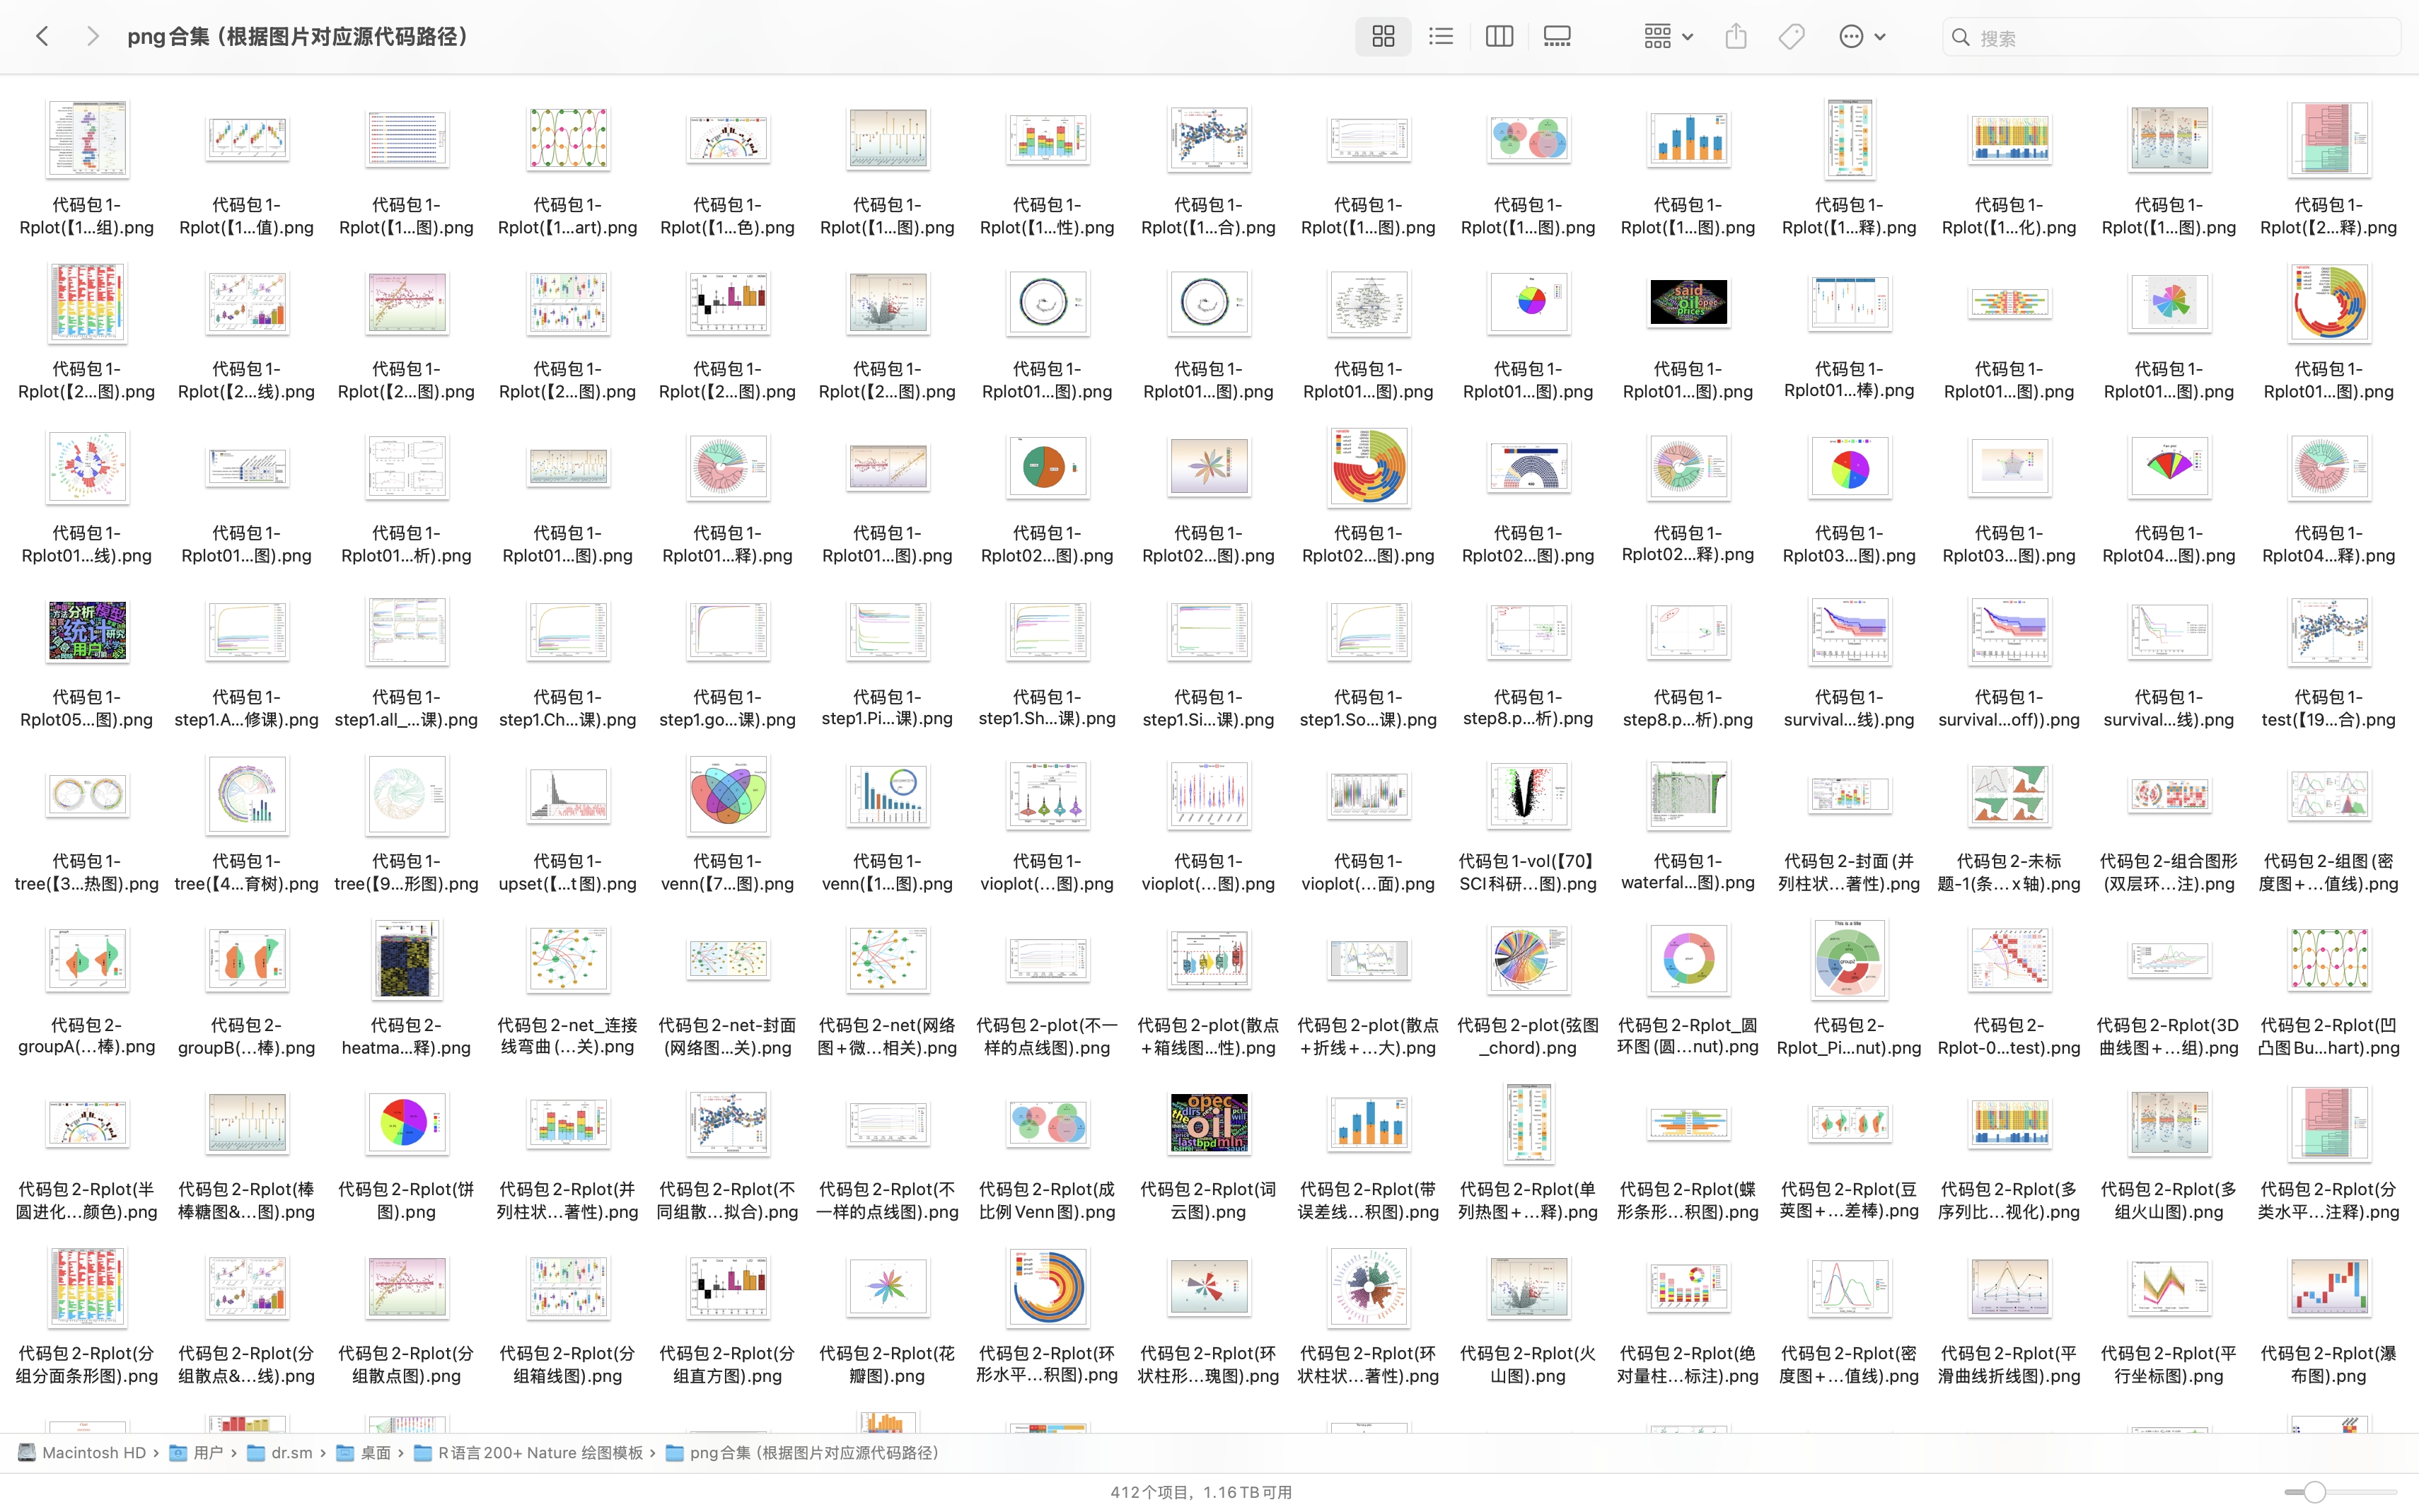 png合集（根据图片对应源代码路径）
搜索
代码包1-
Rplot(【1...组).png
代码包1-
Rplot(【1...值).png
代码包1-
Rplot(【1...图).png
代码包1-
Rplot(【1...art).png
代码包1-
Rplot(【1...色).png
代码包1-
Rplot(【1...图).png
代码包1-
Rplot(【1...性).png
代码包1-
Rplot(【1...合).png
代码包1-
Rplot(【1...图).png
代码包1-
Rplot(【1...图).png
代码包1-
Rplot(【1...图).png
代码包1-
Rplot(【1...释).png
代码包1-
Rplot(【1...化).png
代码包1-
Rplot(【1...图).png
代码包1-
Rplot(【2...释).png
代码包1-
Rplot(【2...图).png
代码包1-
Rplot(【2...线).png
代码包1-
Rplot(【2...图).png
代码包1-
Rplot(【2...图).png
代码包1-
Rplot(【2...图).png
代码包1-
Rplot(【2...图).png
代码包1-
Rplot01...图).png
代码包1-
Rplot01...图).png
代码包1-
Rplot01...图).png
代码包1-
Rplot01...图).png
said
oil
opec
prices
代码包1-
Rplot01...图).png
代码包1-
Rplot01...棒).png
代码包1-
Rplot01...图).png
代码包1-
Rplot01...图).png
代码包1-
Rplot01...图).png
代码包1-
Rplot01...线).png
代码包1-
Rplot01...图).png
代码包1-
Rplot01...析).png
代码包1-
Rplot01...图).png
代码包1-
Rplot01...释).png
代码包1-
Rplot01...图).png
代码包1-
Rplot02...图).png
代码包1-
Rplot02...图).png
代码包1-
Rplot02...图).png
代码包1-
Rplot02...图).png
代码包1-
Rplot02...释).png
代码包1-
Rplot03...图).png
代码包1-
Rplot03...图).png
代码包1-
Rplot04...图).png
代码包1-
Rplot04...释).png
分析
模型
统计
研究
用户
代码包1-
Rplot05...图).png
代码包1-
step1.A...修课).png
代码包1-
step1.all_...课).png
代码包1-
step1.Ch...课).png
代码包1-
step1.go...课).png
代码包1-
step1.Pi...课).png
代码包1-
step1.Sh...课).png
代码包1-
step1.Si...课).png
代码包1-
step1.So...课).png
代码包1-
step8.p...析).png
代码包1-
step8.p...析).png
代码包1-
survival...线).png
代码包1-
survival...off)).png
代码包1-
survival...线).png
代码包1-
test(【19...合).png
代码包1-
tree(【3...热图).png
代码包1-
tree(【4...育树).png
代码包1-
tree(【9...形图).png
代码包1-
upset(【...t图).png
代码包1-
venn(【7...图).png
代码包1-
venn(【1...图).png
代码包1-
vioplot(...图).png
代码包1-
vioplot(...图).png
代码包1-
vioplot(...面).png
代码包1-vol(【70】
SCI科研...图).png
代码包1-
waterfal...图).png
代码包2-封面(并
列柱状...著性).png
代码包2-未标
题-1(条...x轴).png
代码包2-组合图形
(双层环...注).png
代码包2-组图(密
度图+...值线).png
代码包2-
groupA(...棒).png
代码包2-
groupB(...棒).png
代码包2-
heatma...释).png
代码包2-net_连接
线弯曲(...关).png
代码包2-net-封面
(网络图...关).png
代码包2-net(网络
图+微...相关).png
代码包2-plot(不一
样的点线图).png
代码包2-plot(散点
+箱线图...性).png
代码包2-plot(散点
+折线+...大).png
代码包2-plot(弦图
_chord).png
代码包2-Rplot_圆
环图(圆...nut).png
This is a title
代码包2-
Rplot_Pi...nut).png
代码包2-
Rplot-0...test).png
代码包2-Rplot(3D
曲线图+...组).png
代码包2-Rplot(凹
凸图Bu...hart).png
opec
oil
代码包2-Rplot(半
圆进化...颜色).png
代码包2-Rplot(棒
棒糖图&...图).png
代码包2-Rplot(饼
图).png
代码包2-Rplot(并
列柱状...著性).png
代码包2-Rplot(不
同组散...拟合).png
代码包2-Rplot(不
一样的点线图).png
代码包2-Rplot(成
比例Venn图).png
代码包2-Rplot(词
云图).png
代码包2-Rplot(带
误差线...积图).png
代码包2-Rplot(单
列热图+...释).png
代码包2-Rplot(蝶
形条形...积图).png
代码包2-Rplot(豆
荚图+...差棒).png
代码包2-Rplot(多
序列比...视化).png
代码包2-Rplot(多
组火山图).png
代码包2-Rplot(分
类水平...注释).png
代码包2-Rplot(分
组分面条形图).png
代码包2-Rplot(分
组散点&...线).png
代码包2-Rplot(分
组散点图).png
代码包2-Rplot(分
组箱线图).png
代码包2-Rplot(分
组直方图).png
代码包2-Rplot(花
瓣图).png
代码包2-Rplot(环
形水平...积图).png
代码包2-Rplot(环
状柱形...瑰图).png
代码包2-Rplot(环
状柱状...著性).png
代码包2-Rplot(火
山图).png
代码包2-Rplot(绝
对量柱...标注).png
代码包2-Rplot(密
度图+...值线).png
代码包2-Rplot(平
滑曲线折线图).png
代码包2-Rplot(平
行坐标图).png
代码包2-Rplot(瀑
布图).png
Macintosh HD › 用户 › dr.sm › 桌面 › R语言200+ Nature 绘图模板 › png合集（根据图片对应源代码路径）
412个项目，1.16 TB可用